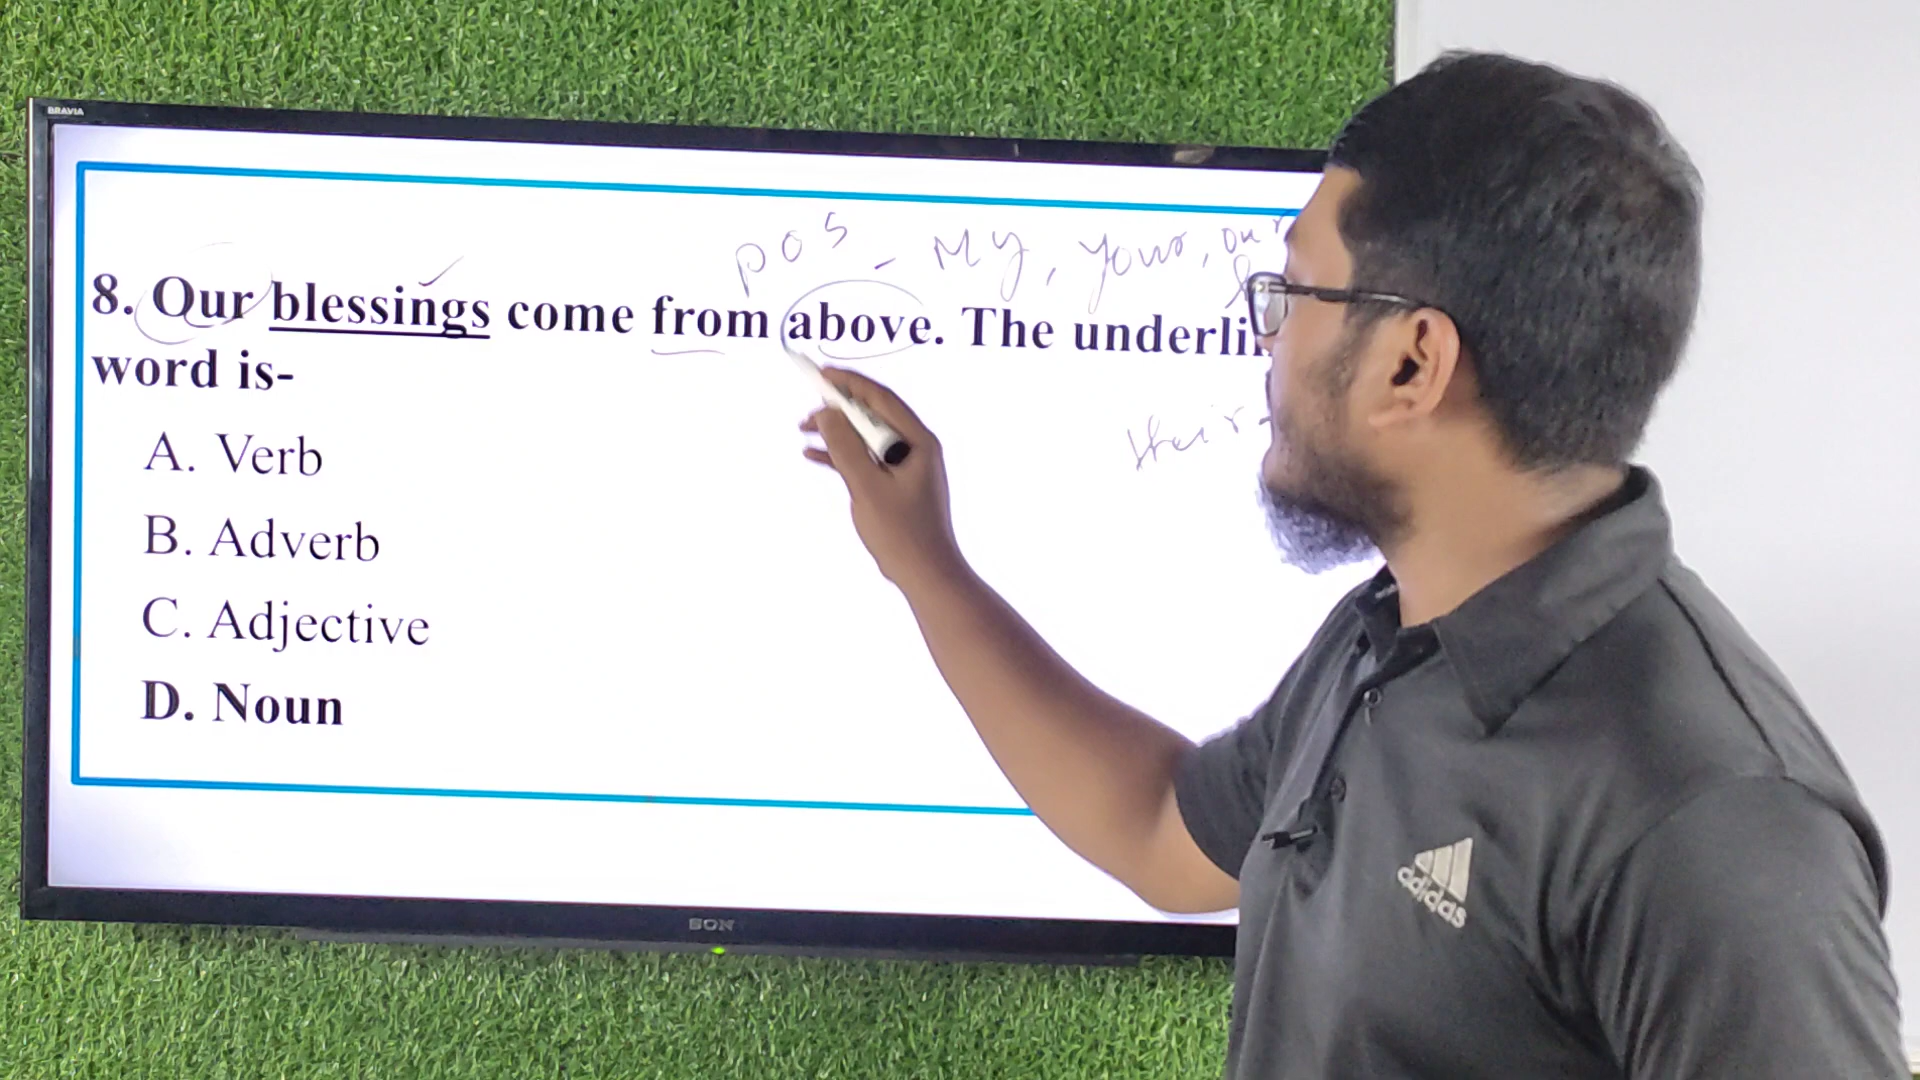 BRAVIA
pos - My, Your, our
8. Our blessings come from above. The
word is-
their
A. Verb
B. Adverb
C. Adjective
D. Noun
adidas
SONY